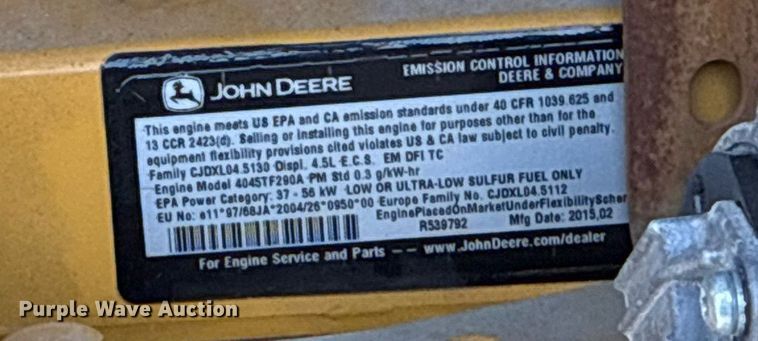 JOHN DEERE
EMISSION CONTROL INFORMATION
DEERE & COMPANY
This engine meets US EPA and CA emission standards under 40 CFR 1039.625 and
13 CCR 2423(d). Selling or installing this engine for purposes other than for the
equipment flexibility provisions cited violates US & CA law subject to civil penalty.
Family CJDXL04.5130 Displ. 4.5L E.C.S. EM DFI TC
Engine Model 4045TF290A PM Std 0.3 g/kW-hr
EPA Power Category: 37 - 56 kW LOW OR ULTRA-LOW SULFUR FUEL ONLY
EU No: e11*97/68JA*2004/26*0950*00 Europe Family No. CJDXL04.5112
EnginePlacedOnMarketUnderFlexibilityScher
R539792 Mfg Date: 2015,02
For Engine Service and Parts -- www.JohnDeere.com/dealer
Purple Wave Auction